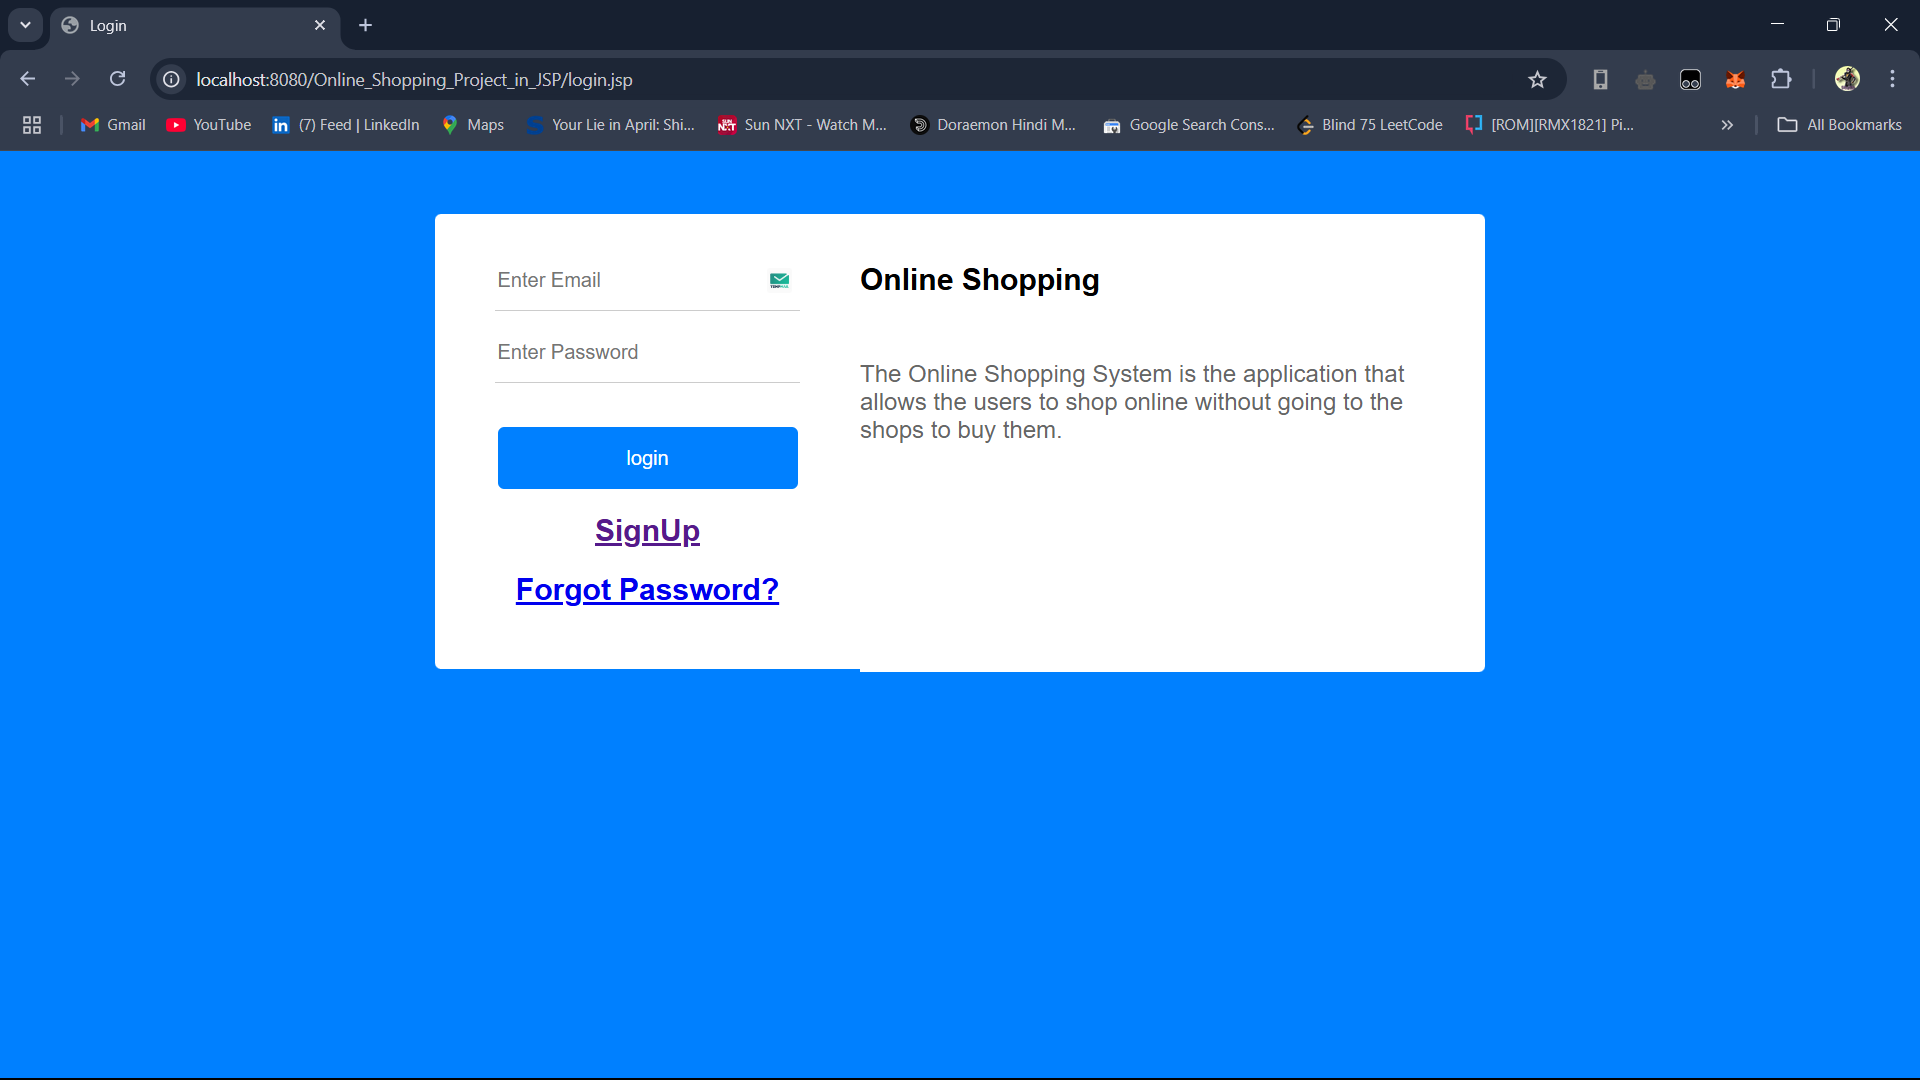 Login
localhost:8080/Online_Shopping_Project_in_JSP/login.jsp
Gmail
YouTube
(7) Feed | LinkedIn
Maps
Your Lie in April: Shi...
Sun NXT - Watch M...
Doraemon Hindi M...
Google Search Cons...
Blind 75 LeetCode
[ROM][RMX1821] Pi...
All Bookmarks
Enter Email
Enter Password
login
SignUp
Forgot Password?
Online Shopping
The Online Shopping System is the application that
allows the users to shop online without going to the
shops to buy them.